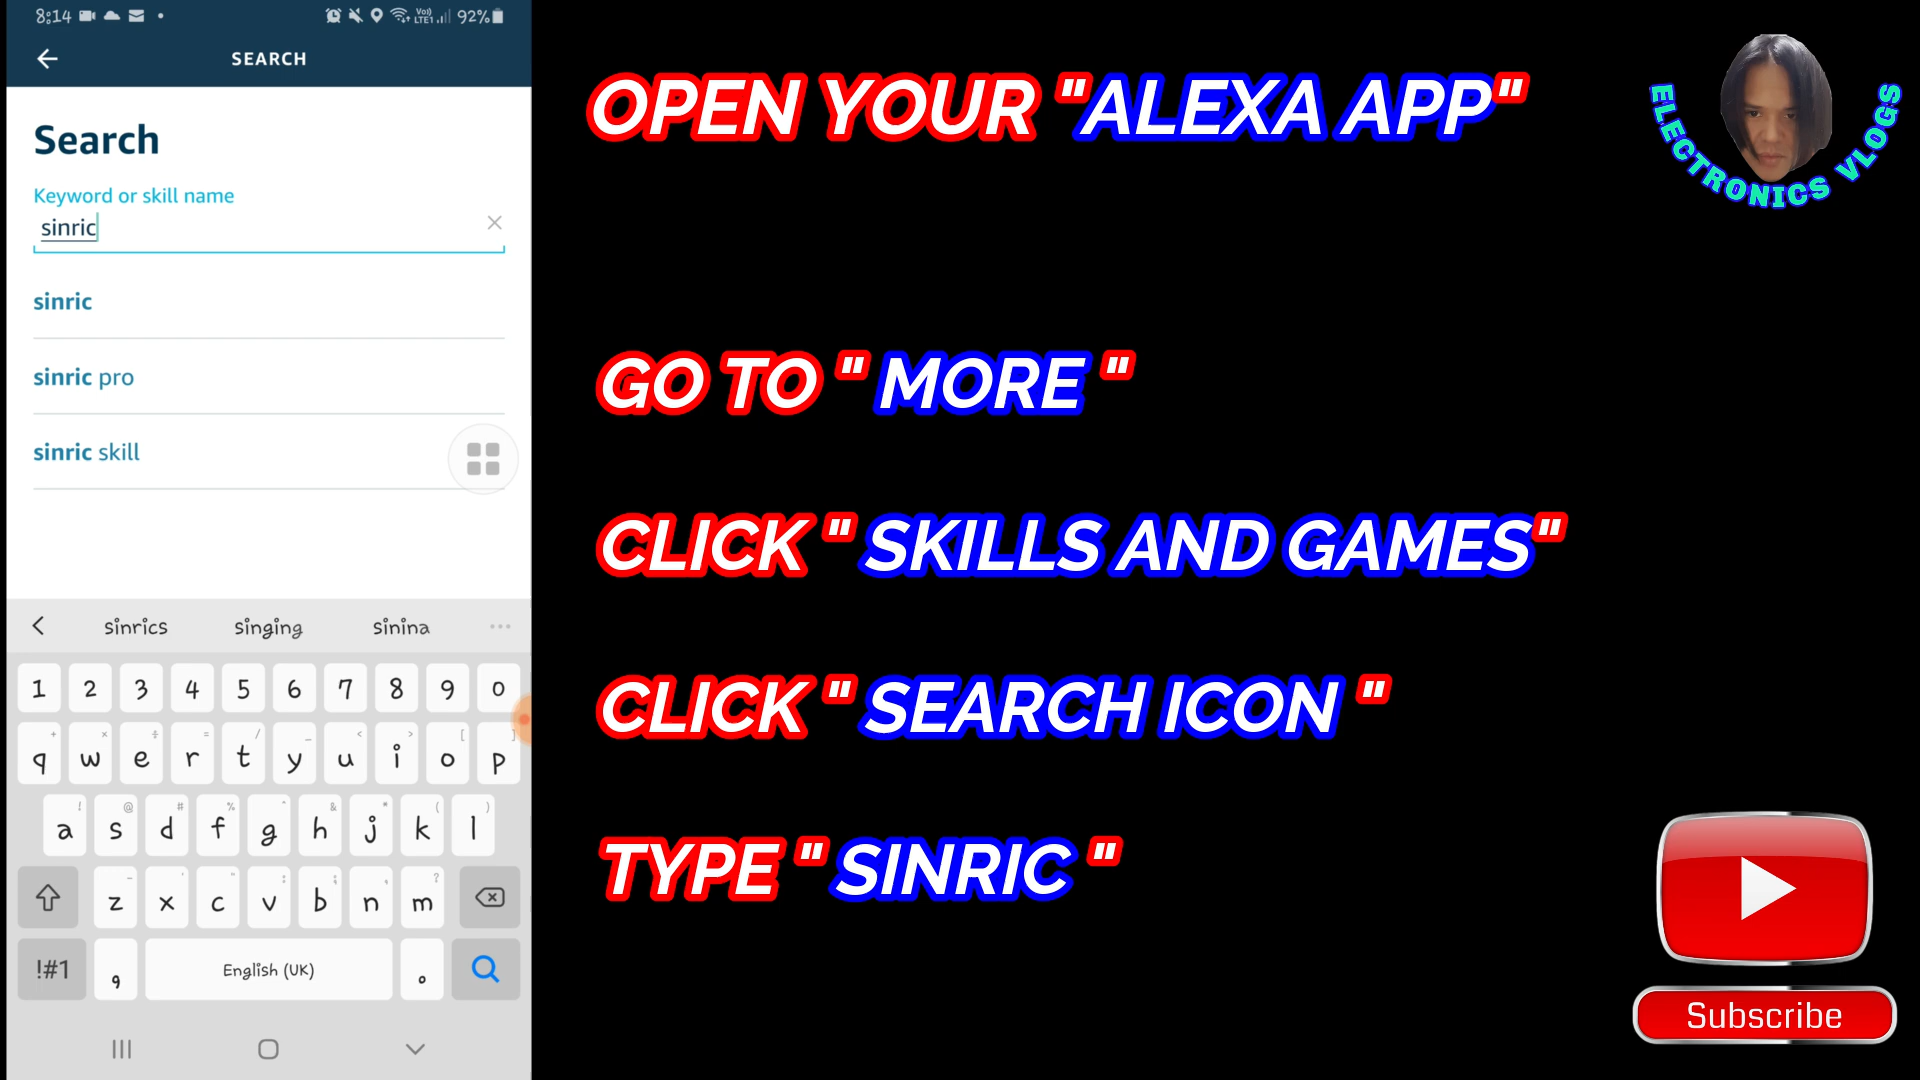 8:14
Vo)) LTE1 92%
SEARCH
Search
Keyword or skill name
sinric
sinric
sinric pro
sinric skill
sinrics singing sinina
1 2 3 4 5 6 7 8 9 0
q w e r t y u i o p
a s d f g h j k l
z x c v b n m
!#1 , English (UK) .
OPEN YOUR "ALEXA APP"
GO TO " MORE "
CLICK " SKILLS AND GAMES"
CLICK " SEARCH ICON "
TYPE " SINRIC "
ELECTRONICS VLOGS
Subscribe